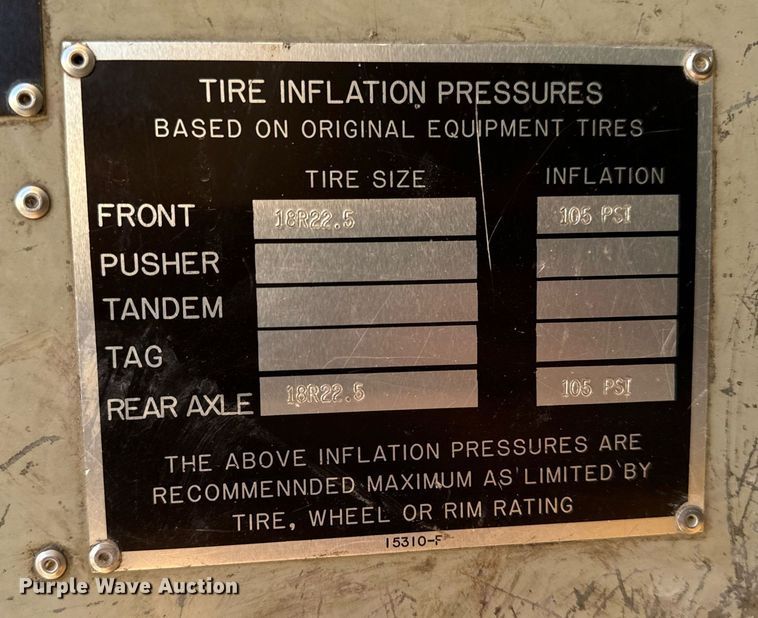 TIRE INFLATION PRESSURES
BASED ON ORIGINAL EQUIPMENT TIRES
TIRE SIZE INFLATION
FRONT 18R22.5 105 PSI
PUSHER
TANDEM
TAG
REAR AXLE 18R22.5 105 PSI
THE ABOVE INFLATION PRESSURES ARE
RECOMMENNDED MAXIMUM AS LIMITED BY
TIRE, WHEEL OR RIM RATING
15310-F
Purple Wave Auction